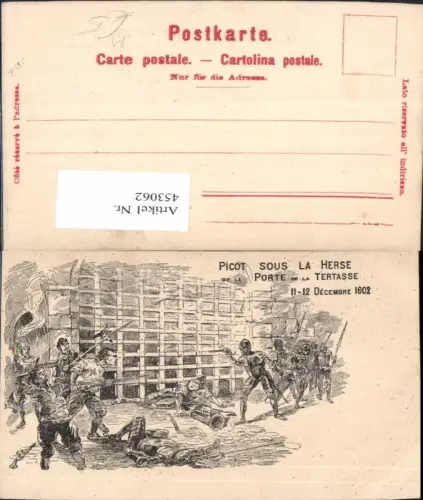 Postkarte.
Carte postale. — Cartolina postale.
Nur für die Adresse.
Côté réservé à l'adresse.
Lato riservato all' indirizzo.
Artikel Nr.
453062
PICOT SOUS LA HERSE
DE LA PORTE DE LA TERTASSE
11-12 DÉCEMBRE 1602